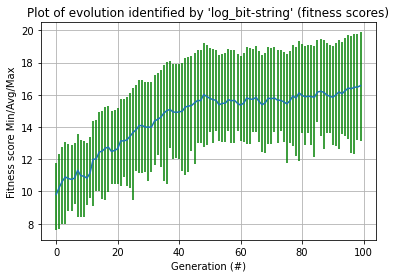 Plot of evolution identified by 'log_bit-string' (fitness scores)
Fitness score Min/Avg/Max
20
18
16
14
12
10
8
0 20 40 60 80 100
Generation (#)